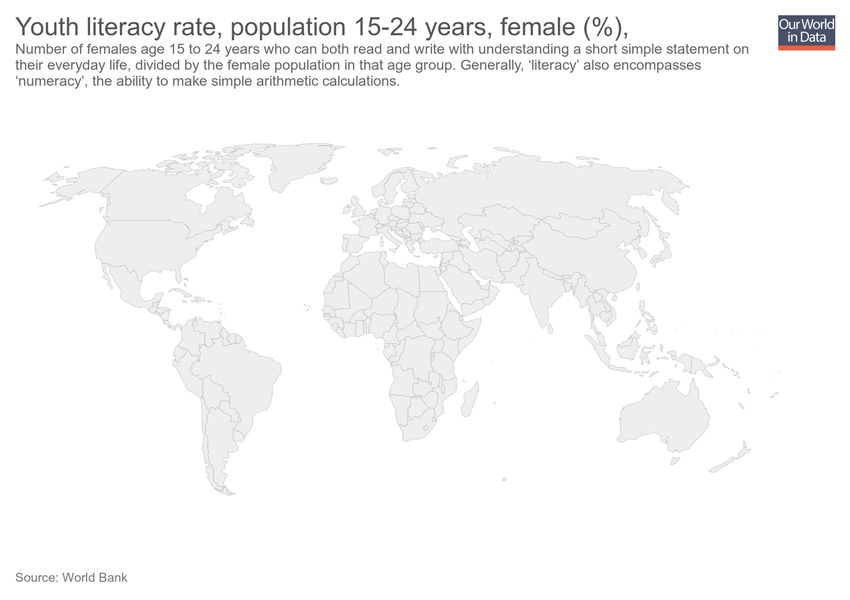 Youth literacy rate, population 15-24 years, female (%),
Our World
in Data
Number of females age 15 to 24 years who can both read and write with understanding a short simple statement on
their everyday life, divided by the female population in that age group. Generally, ‘literacy’ also encompasses
‘numeracy’, the ability to make simple arithmetic calculations.
Source: World Bank